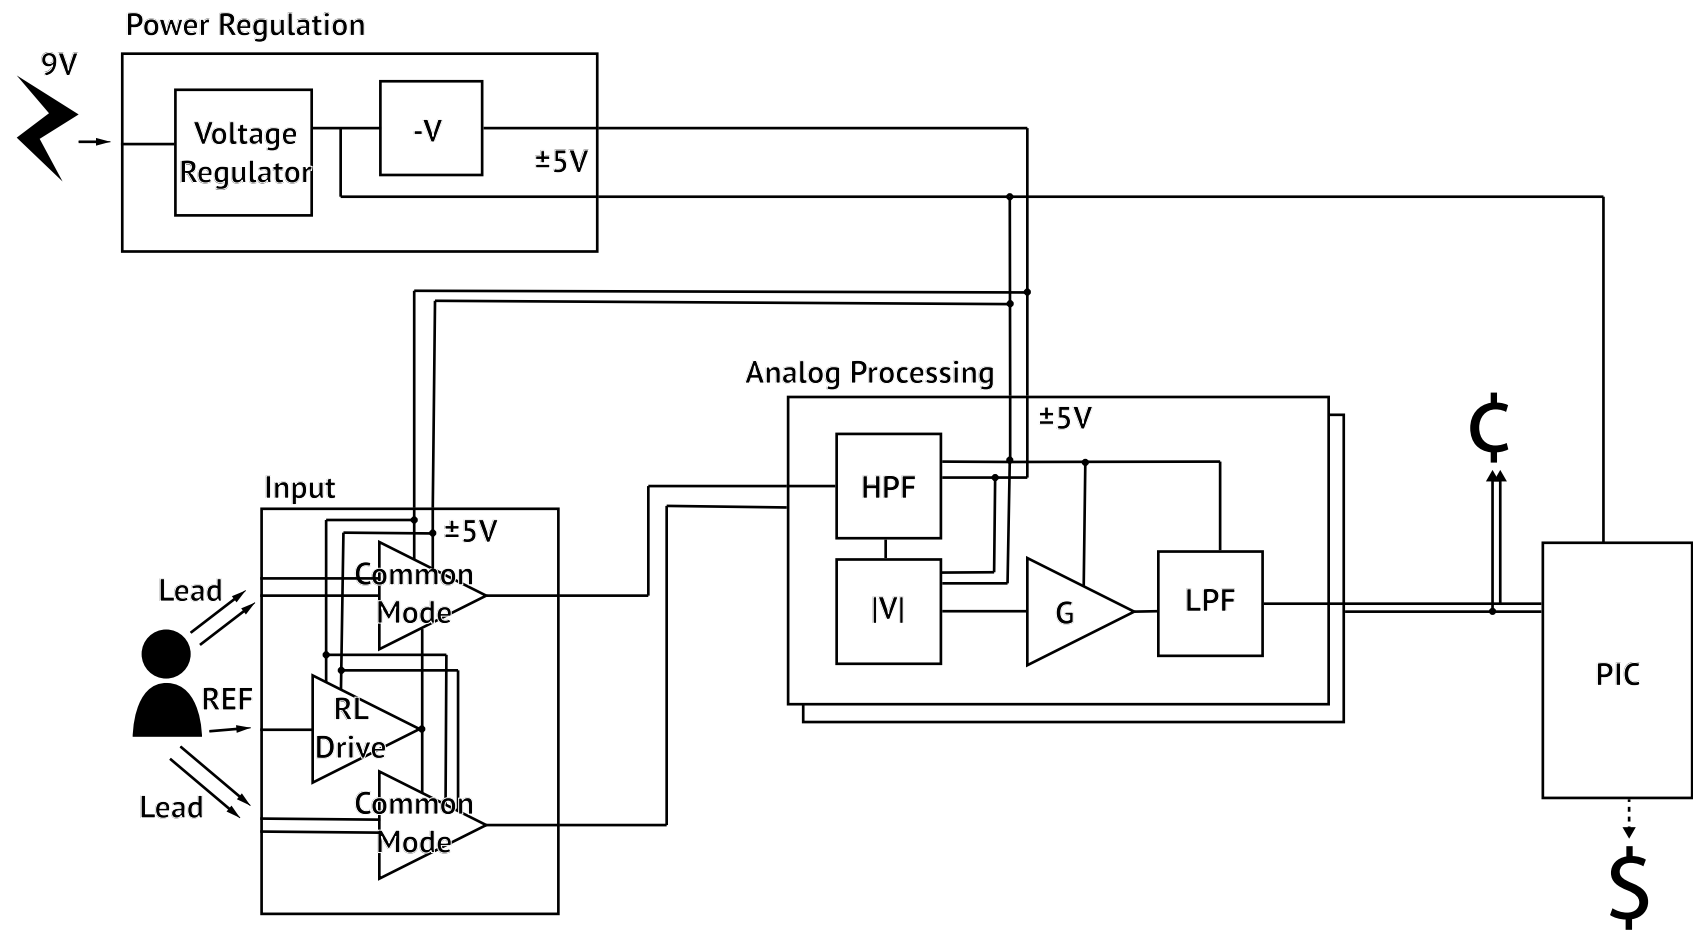 Power Regulation
9V
Voltage
Regulator
-V
±5V
Analog Processing
±5V
HPF
|V|
G
LPF
₵
PIC
$
Input
±5V
Common
Mode
Lead
REF
RL
Drive
Lead
Common
Mode